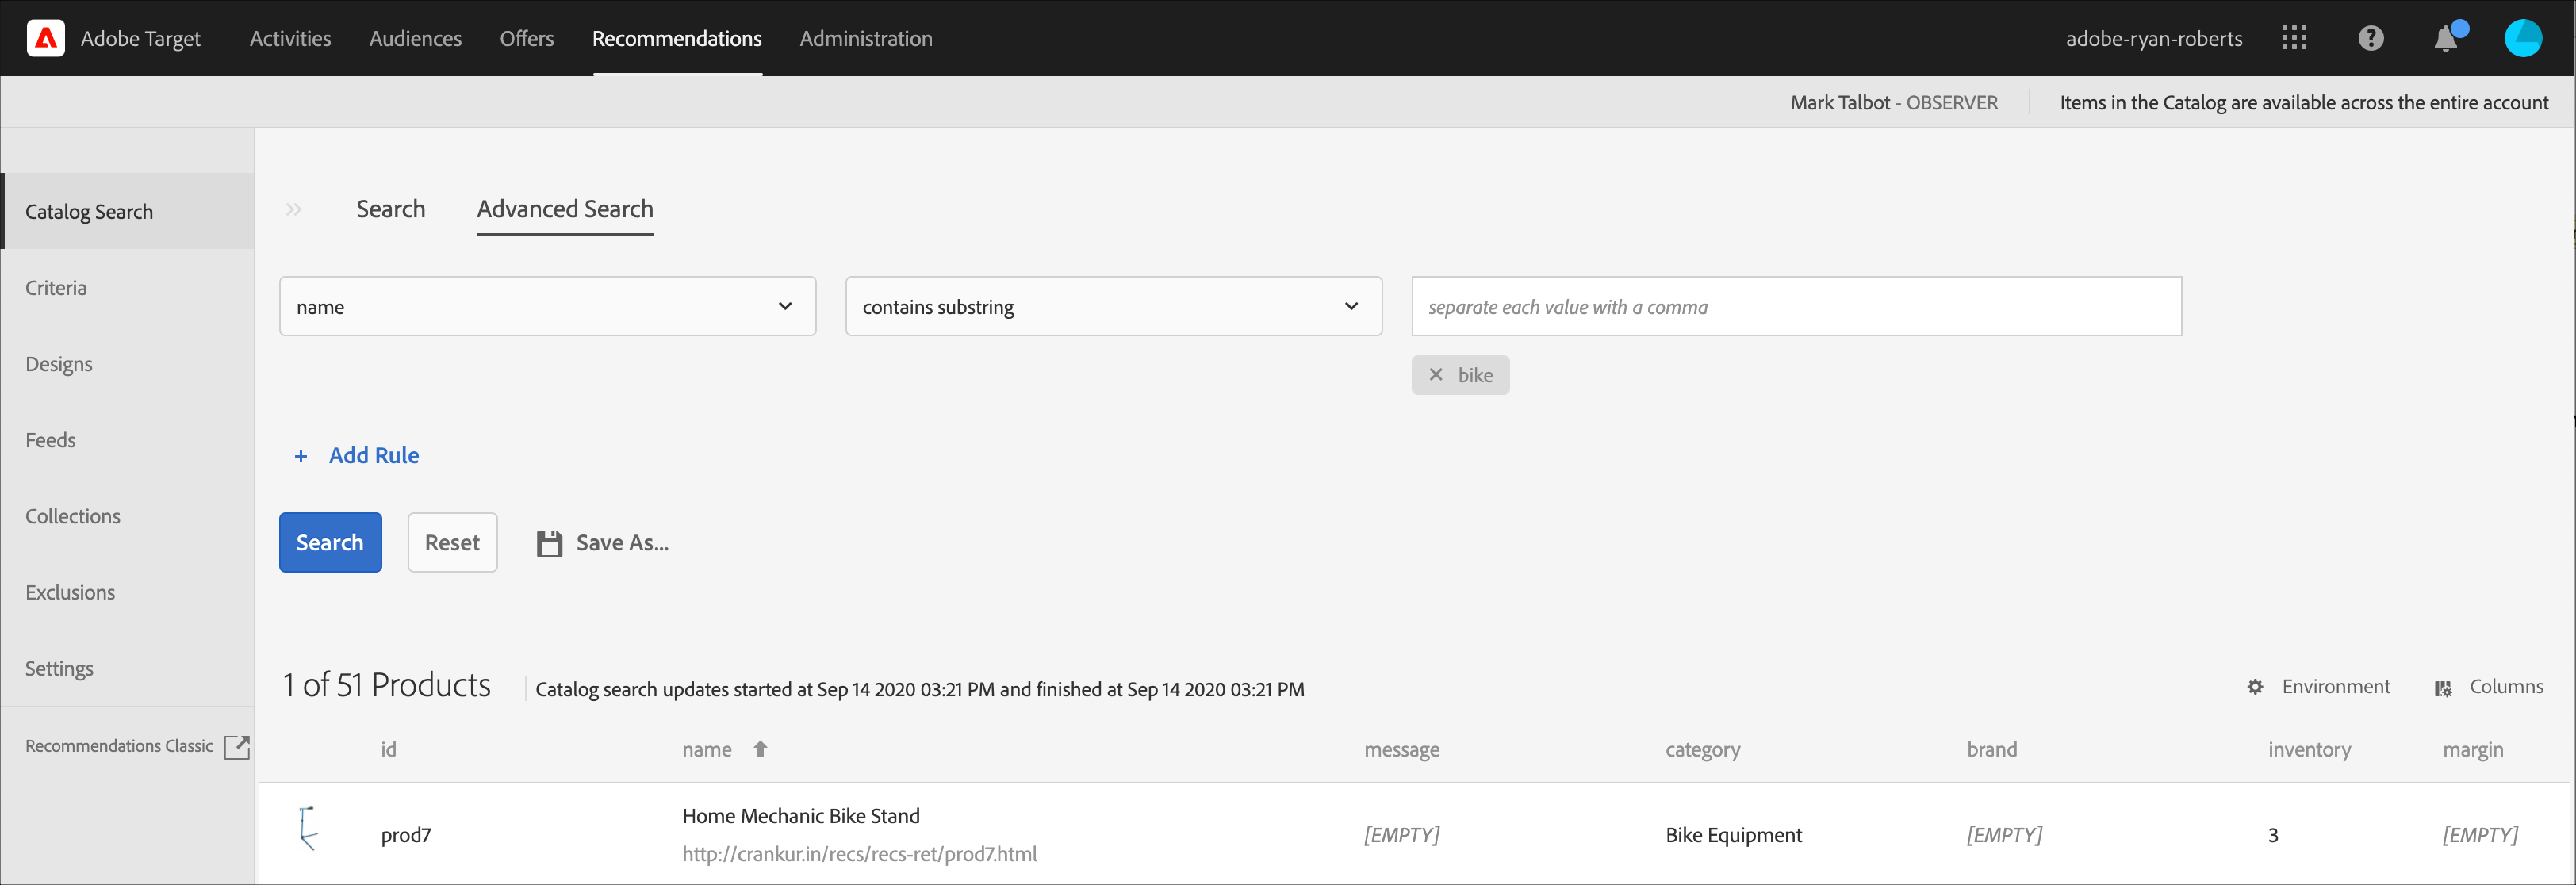 Adobe Target Activities Audiences Offers Recommendations Administration adobe-ryan-roberts
Mark Talbot - OBSERVER Items in the Catalog are available across the entire account
Catalog Search
Criteria
Designs
Feeds
Collections
Exclusions
Settings
Recommendations Classic
Search Advanced Search
name contains substring separate each value with a comma
bike
+ Add Rule
Search Reset Save As...
1 of 51 Products Catalog search updates started at Sep 14 2020 03:21 PM and finished at Sep 14 2020 03:21 PM Environment Columns
id name message category brand inventory margin
prod7 Home Mechanic Bike Stand [EMPTY] Bike Equipment [EMPTY] 3 [EMPTY]
http://crankur.in/recs/recs-ret/prod7.html